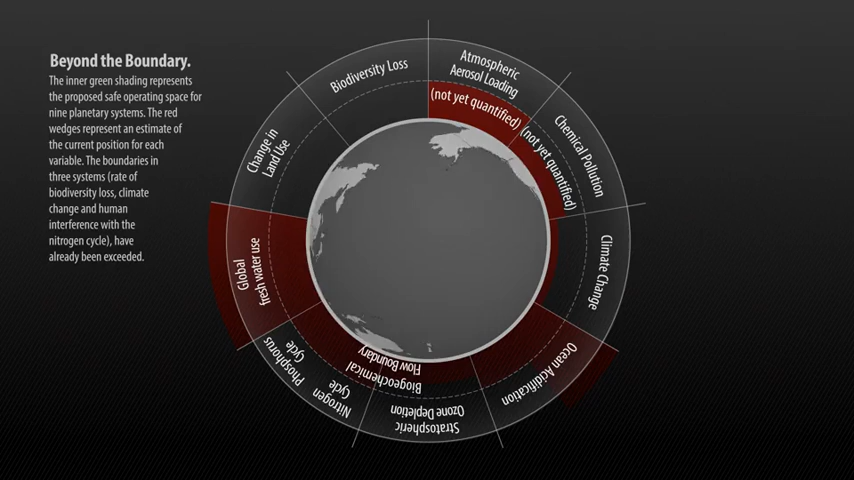 Beyond the Boundary.
The inner green shading represents
the proposed safe operating space for
nine planetary systems. The red
wedges represent an estimate of
the current position for each
variable. The boundaries in
three systems (rate of
biodiversity loss, climate
change and human
interference with the
nitrogen cycle), have
already been exceeded.
Biodiversity Loss
Atmospheric
Aerosol Loading
(not yet quantified)
Chemical Pollution
(not yet quantified)
Climate Change
Ocean Acidification
Stratospheric
Ozone Depletion
Biogeochemical
Flow Boundary
Nitrogen
Cycle
Phosphorus
Cycle
Global
fresh water use
Change in
Land Use